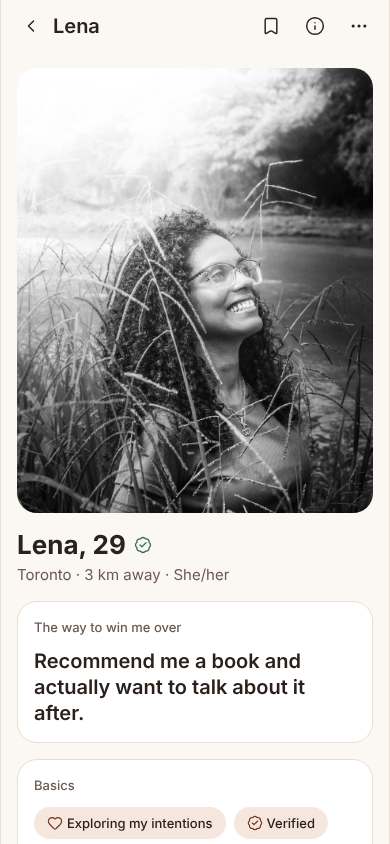 Lena
Lena, 29
Toronto · 3 km away · She/her
The way to win me over
Recommend me a book and
actually want to talk about it
after.
Basics
Exploring my intentions
Verified